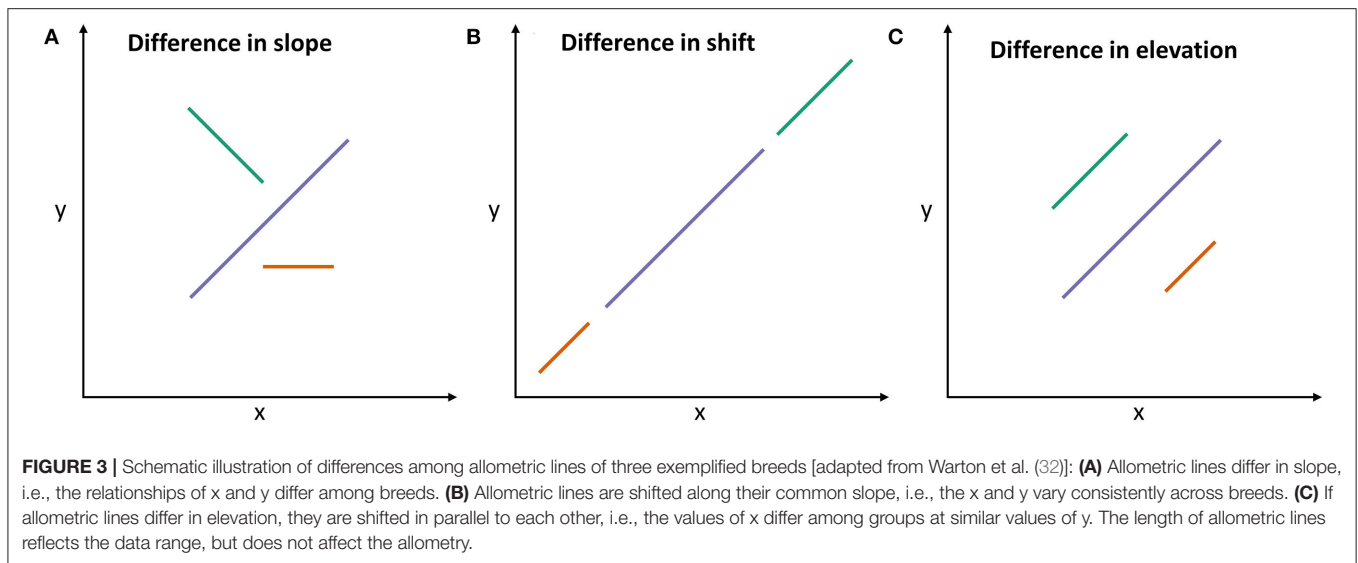 A
Difference in slope
y
x
B
Difference in shift
y
x
C
Difference in elevation
y
x
FIGURE 3 | Schematic illustration of differences among allometric lines of three exemplified breeds [adapted from Warton et al. (32)]: (A) Allometric lines differ in slope,
i.e., the relationships of x and y differ among breeds. (B) Allometric lines are shifted along their common slope, i.e., the x and y vary consistently across breeds. (C) If
allometric lines differ in elevation, they are shifted in parallel to each other, i.e., the values of x differ among groups at similar values of y. The length of allometric lines
reflects the data range, but does not affect the allometry.